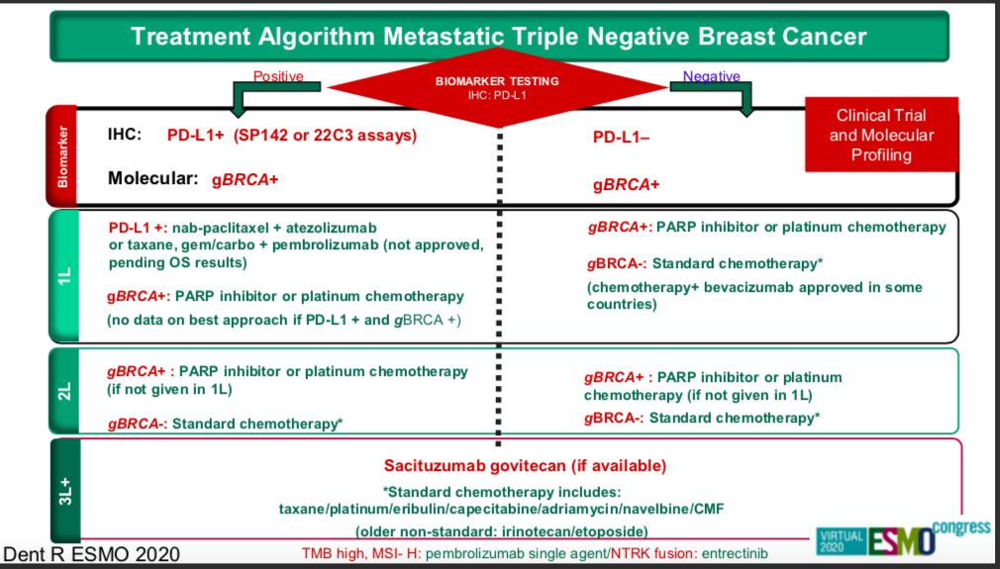 Treatment Algorithm Metastatic Triple Negative Breast Cancer
Positive
BIOMARKER TESTING
IHC: PD-L1
Negative
Biomarker
IHC: PD-L1+ (SP142 or 22C3 assays)
Molecular: gBRCA+
PD-L1–
gBRCA+
Clinical Trial
and Molecular
Profiling
1L
PD-L1 +: nab-paclitaxel + atezolizumab
or taxane, gem/carbo + pembrolizumab (not approved,
pending OS results)
gBRCA+: PARP inhibitor or platinum chemotherapy
(no data on best approach if PD-L1 + and gBRCA +)
gBRCA+: PARP inhibitor or platinum chemotherapy
gBRCA-: Standard chemotherapy*
(chemotherapy+ bevacizumab approved in some
countries)
2L
gBRCA+ : PARP inhibitor or platinum chemotherapy
(if not given in 1L)
gBRCA-: Standard chemotherapy*
gBRCA+ : PARP inhibitor or platinum
chemotherapy (if not given in 1L)
gBRCA-: Standard chemotherapy*
3L+
Sacituzumab govitecan (if available)
*Standard chemotherapy includes:
taxane/platinum/eribulin/capecitabine/adriamycin/navelbine/CMF
(older non-standard: irinotecan/etoposide)
TMB high, MSI- H: pembrolizumab single agent/NTRK fusion: entrectinib
Dent R ESMO 2020
VIRTUAL
2020
ESMO congress